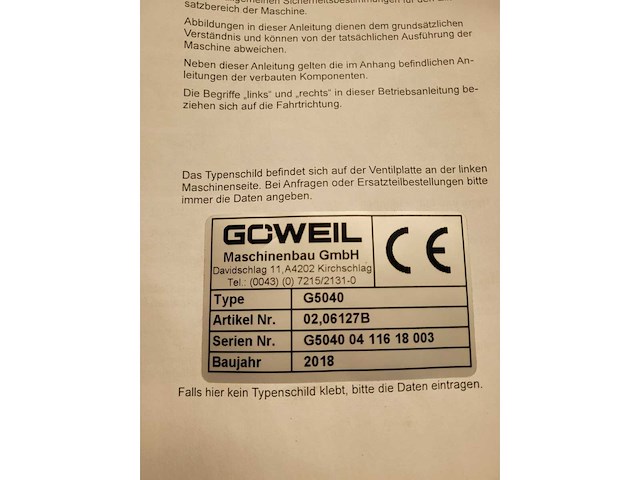 allgemeinen Sicherheitsbestimmungen für den
satzbereich der Maschine.
Abbildungen in dieser Anleitung dienen dem grundsätzlichen
Verständnis und können von der tatsächlichen Ausführung der
Maschine abweichen.
Neben dieser Anleitung gelten die im Anhang befindlichen An-
leitungen der verbauten Komponenten.
Die Begriffe „links“ und „rechts“ in dieser Betriebsanleitung be-
ziehen sich auf die Fahrtrichtung.
Das Typenschild befindet sich auf der Ventilplatte an der linken
Maschinenseite. Bei Anfragen oder Ersatzteilbestellungen bitte
immer die Daten angeben.
GÖWEIL
Maschinenbau GmbH
Davidschlag 11,A4202 Kirchschlag
Tel.: (0043) (0) 7215/2131-0
CE
Type G5040
Artikel Nr. 02,06127B
Serien Nr. G5040 04 116 18 003
Baujahr 2018
Falls hier kein Typenschild klebt, bitte die Daten eintragen.